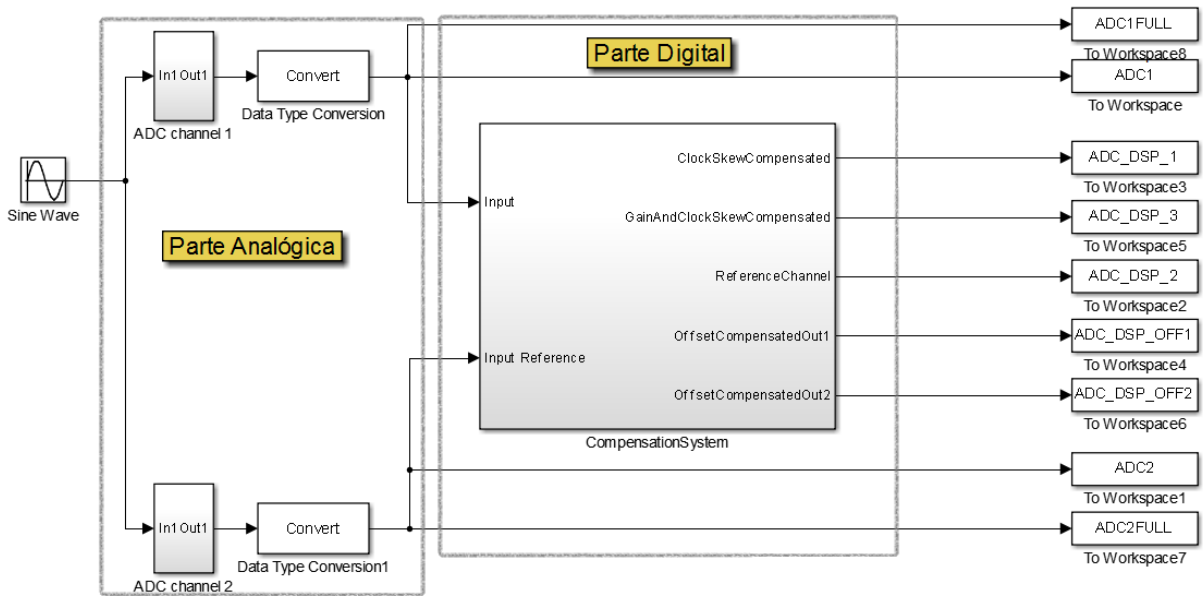 Sine Wave
In1 Out1
ADC channel 1
Convert
Data Type Conversion
Parte Analógica
In1 Out1
ADC channel 2
Convert
Data Type Conversion1
Parte Digital
Input
Input Reference
ClockSkewCompensated
GainAndClockSkewCompensated
ReferenceChannel
OffsetCompensatedOut1
OffsetCompensatedOut2
CompensationSystem
ADC1FULL
To Workspace8
ADC1
To Workspace
ADC_DSP_1
To Workspace3
ADC_DSP_3
To Workspace5
ADC_DSP_2
To Workspace2
ADC_DSP_OFF1
To Workspace4
ADC_DSP_OFF2
To Workspace6
ADC2
To Workspace1
ADC2FULL
To Workspace7